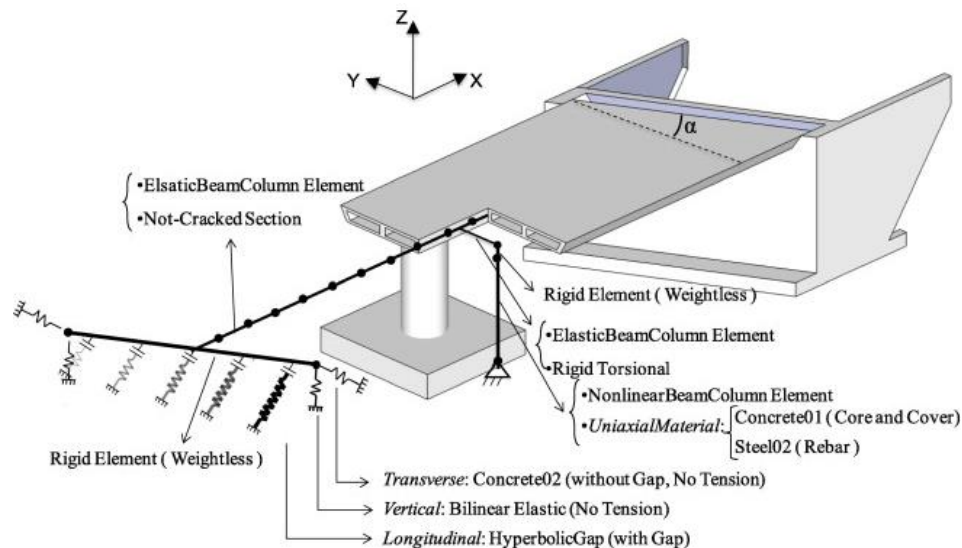 Z
Y
X
α
•ElsaticBeamColumn Element
•Not-Cracked Section
Rigid Element ( Weightless )
•ElasticBeamColumn Element
•Rigid Torsional
•NonlinearBeamColumn Element
•UniaxialMaterial:
Concrete01 ( Core and Cover)
Steel02 ( Rebar )
Rigid Element ( Weightless )
Transverse: Concrete02 (without Gap, No Tension)
Vertical: Bilinear Elastic (No Tension)
Longitudinal: HyperbolicGap (with Gap)